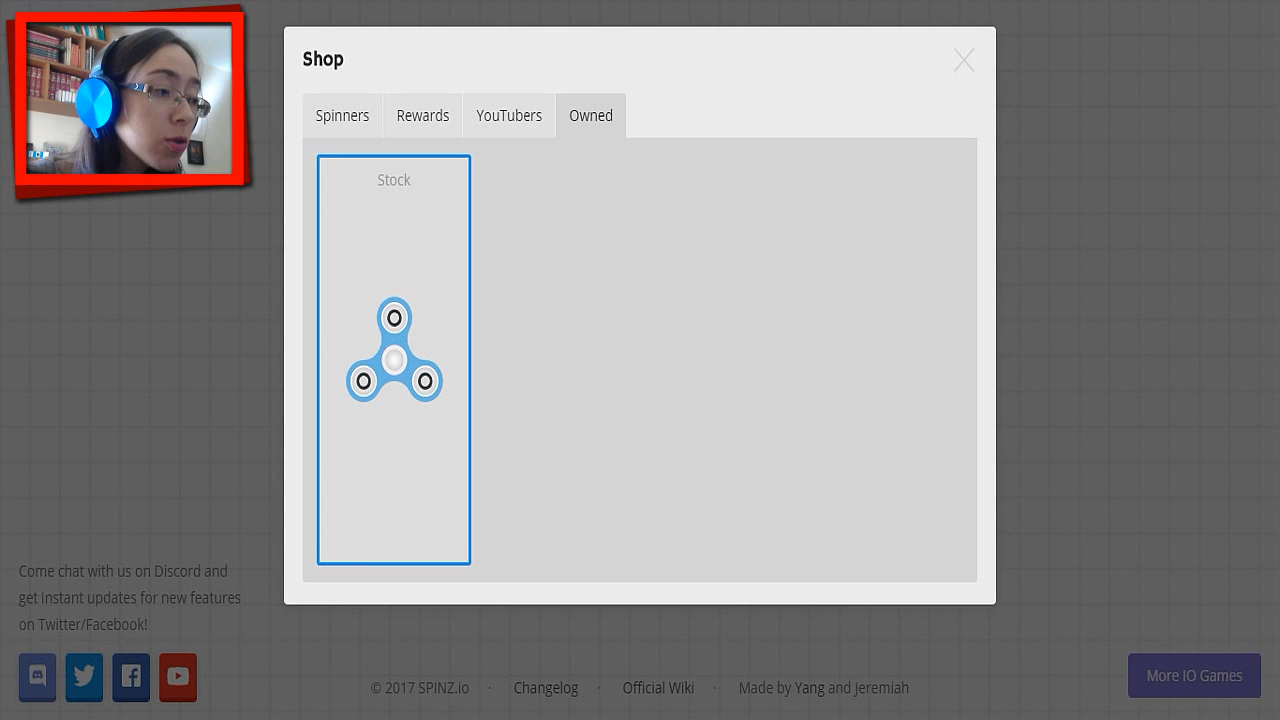 Shop
Spinners Rewards YouTubers Owned
Stock
Come chat with us on Discord and
get instant updates for new features
on Twitter/Facebook!
© 2017 SPINZ.io · Changelog · Official Wiki · Made by Yang and Jeremiah
More IO Games